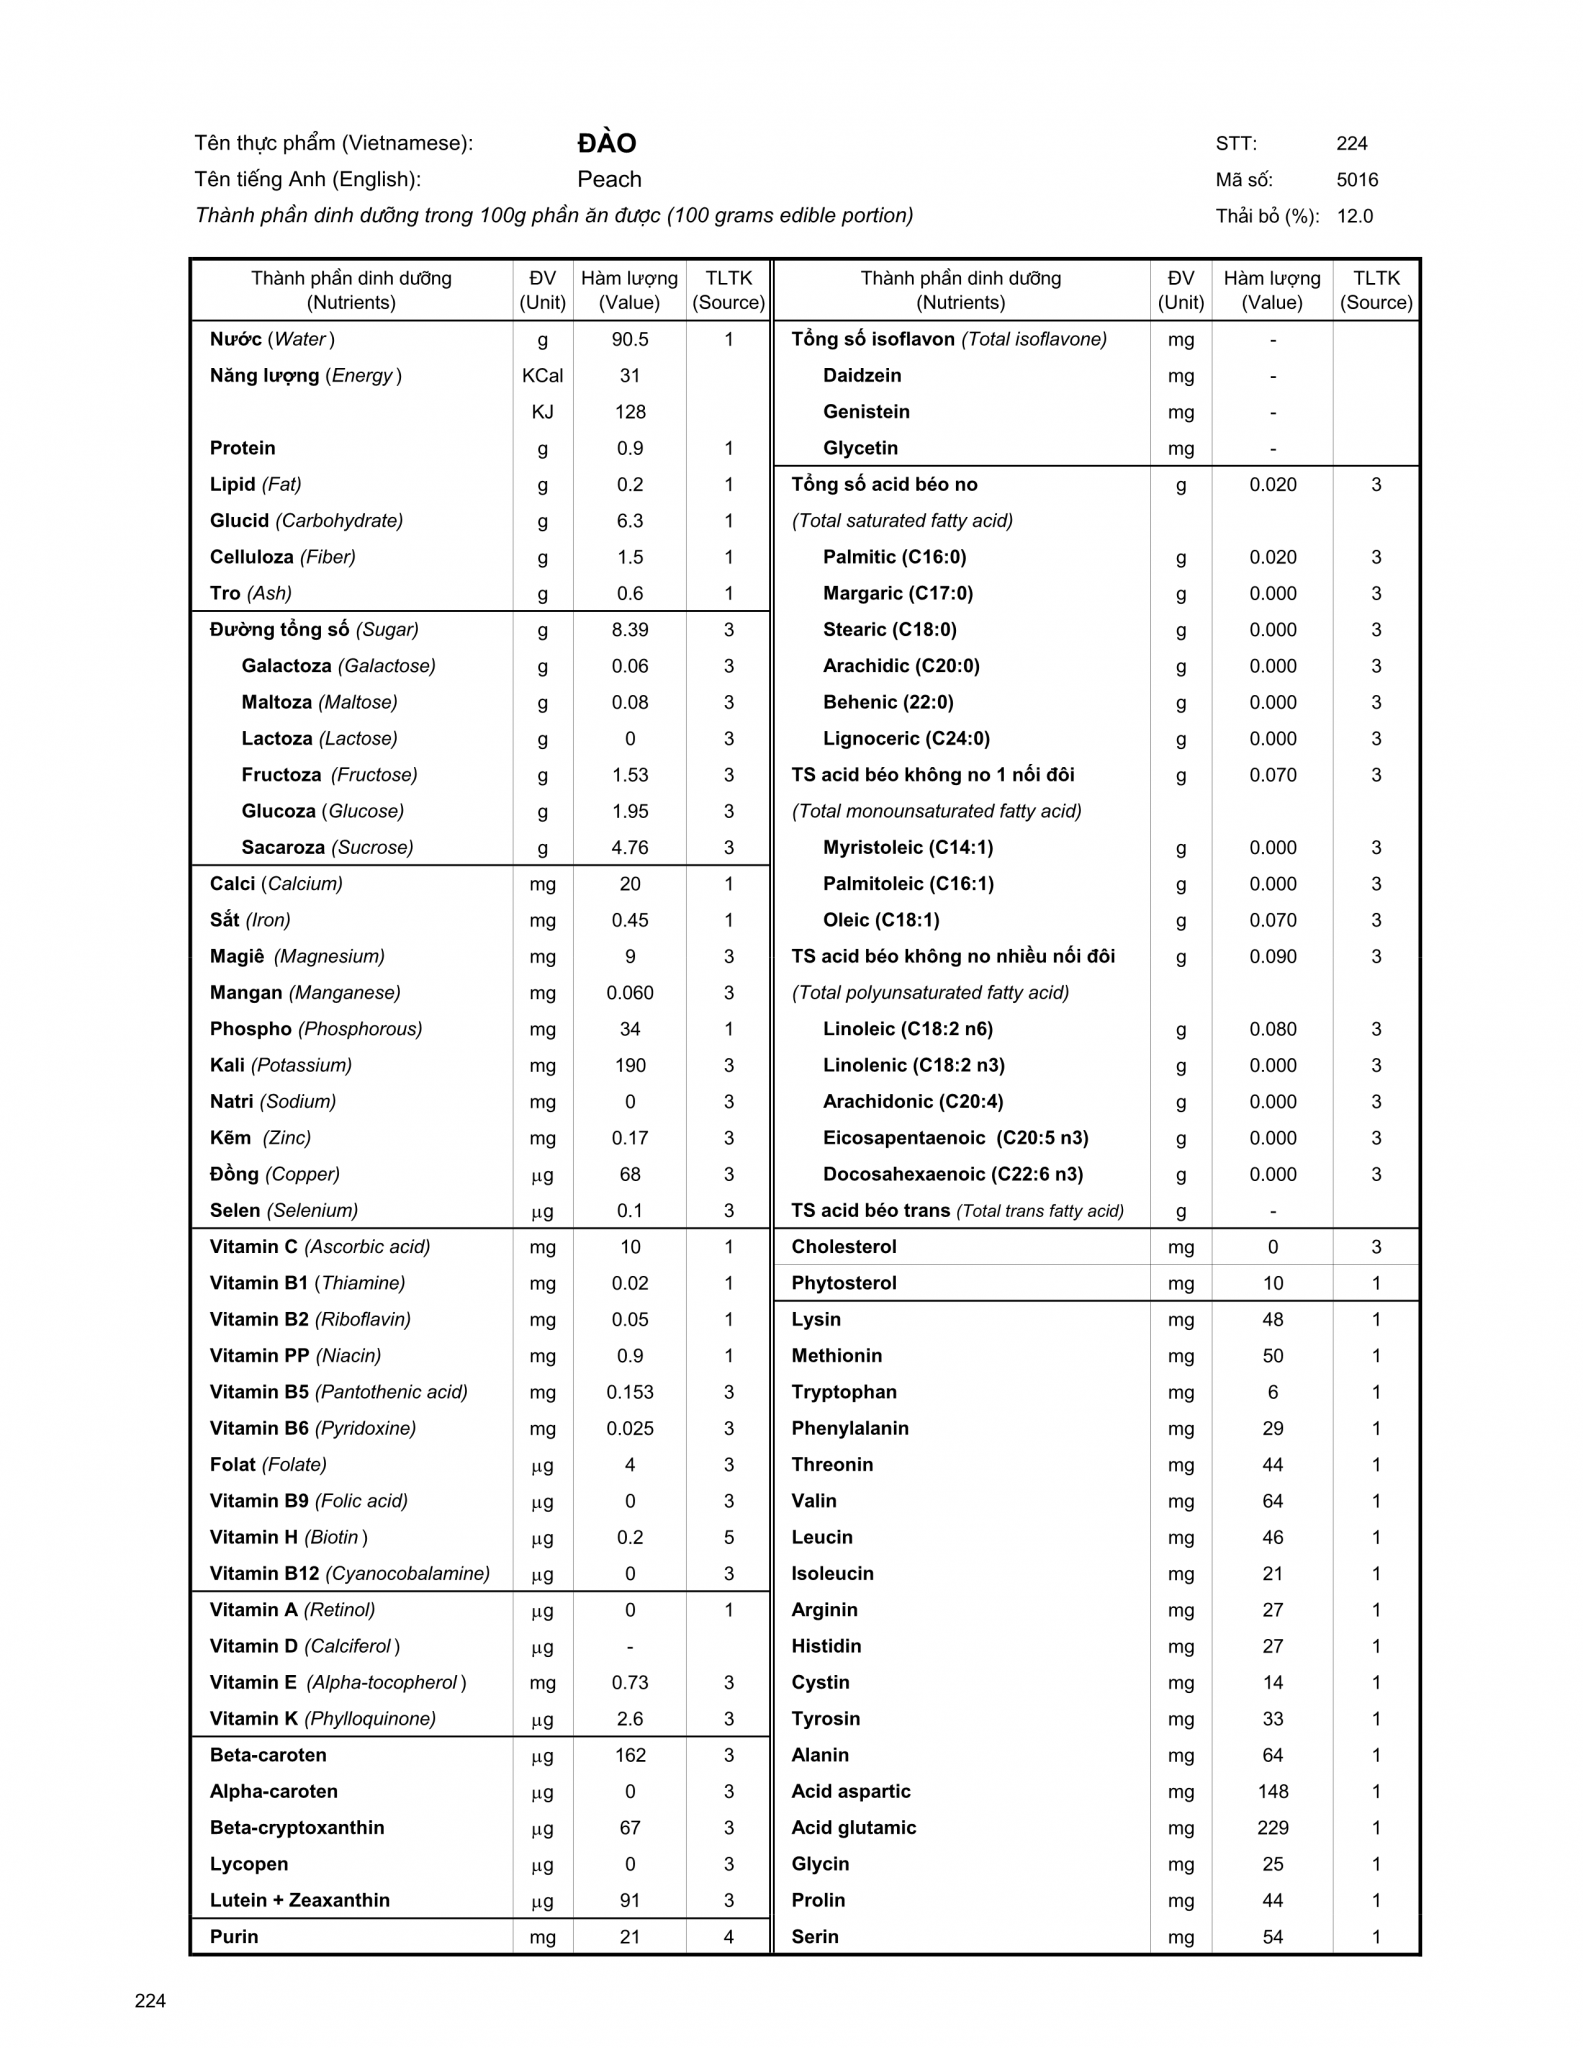 Tên thực phẩm (Vietnamese): ĐÀO STT: 224
Tên tiếng Anh (English): Peach Mã số: 5016
Thành phần dinh dưỡng trong 100g phần ăn được (100 grams edible portion) Thải bỏ (%): 12.0
Thành phần dinh dưỡng ĐV Hàm lượng TLTK
(Nutrients) (Unit) (Value) (Source)
Nước (Water) g 90.5 1
Năng lượng (Energy) KCal 31
KJ 128
Protein g 0.9 1
Lipid (Fat) g 0.2 1
Glucid (Carbohydrate) g 6.3 1
Celluloza (Fiber) g 1.5 1
Tro (Ash) g 0.6 1
Đường tổng số (Sugar) g 8.39 3
Galactoza (Galactose) g 0.06 3
Maltoza (Maltose) g 0.08 3
Lactoza (Lactose) g 0 3
Fructoza (Fructose) g 1.53 3
Glucoza (Glucose) g 1.95 3
Sacaroza (Sucrose) g 4.76 3
Calci (Calcium) mg 20 1
Sắt (Iron) mg 0.45 1
Magiê (Magnesium) mg 9 3
Mangan (Manganese) mg 0.060 3
Phospho (Phosphorous) mg 34 1
Kali (Potassium) mg 190 3
Natri (Sodium) mg 0 3
Kẽm (Zinc) mg 0.17 3
Đồng (Copper) µg 68 3
Selen (Selenium) µg 0.1 3
Vitamin C (Ascorbic acid) mg 10 1
Vitamin B1 (Thiamine) mg 0.02 1
Vitamin B2 (Riboflavin) mg 0.05 1
Vitamin PP (Niacin) mg 0.9 1
Vitamin B5 (Pantothenic acid) mg 0.153 3
Vitamin B6 (Pyridoxine) mg 0.025 3
Folat (Folate) µg 4 3
Vitamin B9 (Folic acid) µg 0 3
Vitamin H (Biotin) µg 0.2 5
Vitamin B12 (Cyanocobalamine) µg 0 3
Vitamin A (Retinol) µg 0 1
Vitamin D (Calciferol) µg -
Vitamin E (Alpha-tocopherol) mg 0.73 3
Vitamin K (Phylloquinone) µg 2.6 3
Beta-caroten µg 162 3
Alpha-caroten µg 0 3
Beta-cryptoxanthin µg 67 3
Lycopen µg 0 3
Lutein + Zeaxanthin µg 91 3
Purin mg 21 4
Thành phần dinh dưỡng ĐV Hàm lượng TLTK
(Nutrients) (Unit) (Value) (Source)
Tổng số isoflavon (Total isoflavone) mg -
Daidzein mg -
Genistein mg -
Glycetin mg -
Tổng số acid béo no g 0.020 3
(Total saturated fatty acid)
Palmitic (C16:0) g 0.020 3
Margaric (C17:0) g 0.000 3
Stearic (C18:0) g 0.000 3
Arachidic (C20:0) g 0.000 3
Behenic (22:0) g 0.000 3
Lignoceric (C24:0) g 0.000 3
TS acid béo không no 1 nối đôi g 0.070 3
(Total monounsaturated fatty acid)
Myristoleic (C14:1) g 0.000 3
Palmitoleic (C16:1) g 0.000 3
Oleic (C18:1) g 0.070 3
TS acid béo không no nhiều nối đôi g 0.090 3
(Total polyunsaturated fatty acid)
Linoleic (C18:2 n6) g 0.080 3
Linolenic (C18:2 n3) g 0.000 3
Arachidonic (C20:4) g 0.000 3
Eicosapentaenoic (C20:5 n3) g 0.000 3
Docosahexaenoic (C22:6 n3) g 0.000 3
TS acid béo trans (Total trans fatty acid) g -
Cholesterol mg 0 3
Phytosterol mg 10 1
Lysin mg 48 1
Methionin mg 50 1
Tryptophan mg 6 1
Phenylalanin mg 29 1
Threonin mg 44 1
Valin mg 64 1
Leucin mg 46 1
Isoleucin mg 21 1
Arginin mg 27 1
Histidin mg 27 1
Cystin mg 14 1
Tyrosin mg 33 1
Alanin mg 64 1
Acid aspartic mg 148 1
Acid glutamic mg 229 1
Glycin mg 25 1
Prolin mg 44 1
Serin mg 54 1
224